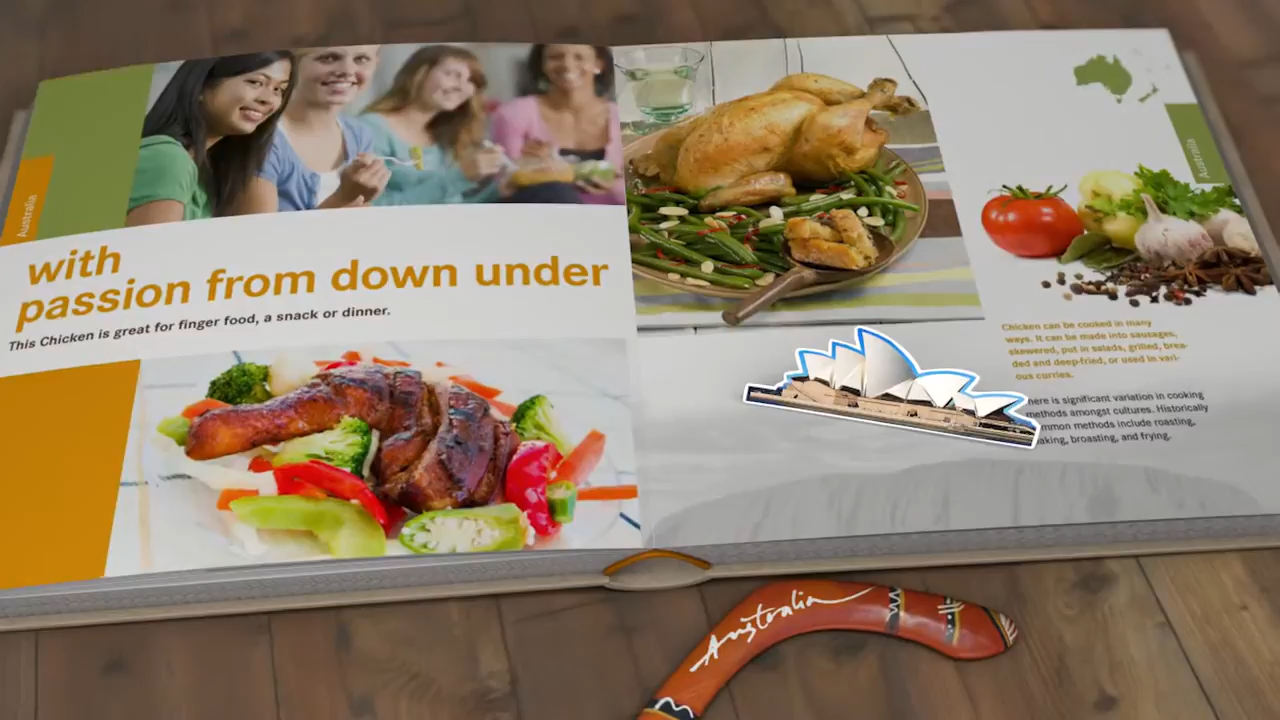 Australia
with
passion from down under
This Chicken is great for finger food, a snack or dinner.
Australia
Chicken can be cooked in many
ways. It can be made into sausages,
skewered, put in salads, grilled, brea-
ded and deep-fried, or used in vari-
ous curries.
here is significant variation in cooking
methods amongst cultures. Historically
mmon methods include roasting,
aking, broasting, and frying.
Australia